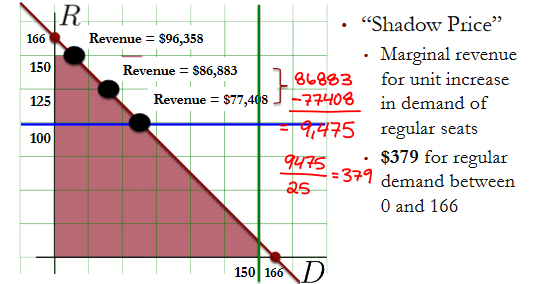 R
166
Revenue = $96,358
150
Revenue = $86,883
125
Revenue = $77,408
100
150
166
D
86883
-77408
= 9,475
9475
25
= 379
• “Shadow Price”
• Marginal revenue
for unit increase
in demand of
regular seats
• $379 for regular
demand between
0 and 166